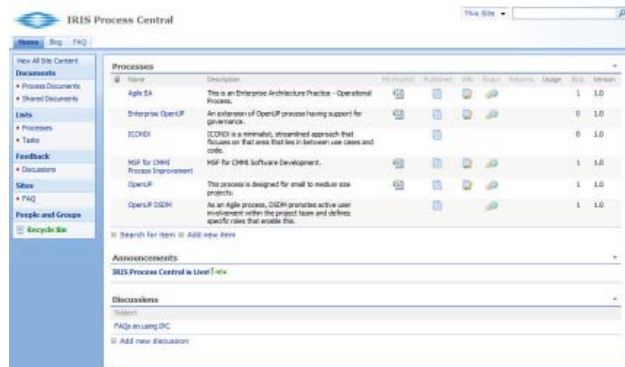 IRIS Process Central
This Site
Home Blog FAQ
View All Site Content
Documents
Process Documents
Shared Documents
Lists
Processes
Tasks
Feedback
Discussions
Sites
FAQ
People and Groups
Recycle Bin
Processes
Name Description Published Usage Blog Version
Agile EA This is an Enterprise Architecture Practice - Operational Process. 1 1.0
Enterprise OpenUP An extension of OpenUP process having support for governance. 0 1.0
ICONIX ICONIX is a minimalist, streamlined approach that focuses on that area that lies in between use cases and code. 0 1.0
MSF for CMMI Process Improvement MSF for CMMI Software Development. 1 1.0
OpenUP This process is designed for small to medium size projects. 1 1.0
OpenUP DSDM As an Agile process, DSDM promotes active user involvement within the project team and defines specific roles that enable this. 1 1.0
Search for item Add new item
Announcements
IRIS Process Central is Live! NEW
Discussions
Subject
FAQs on using IPC
Add new discussion